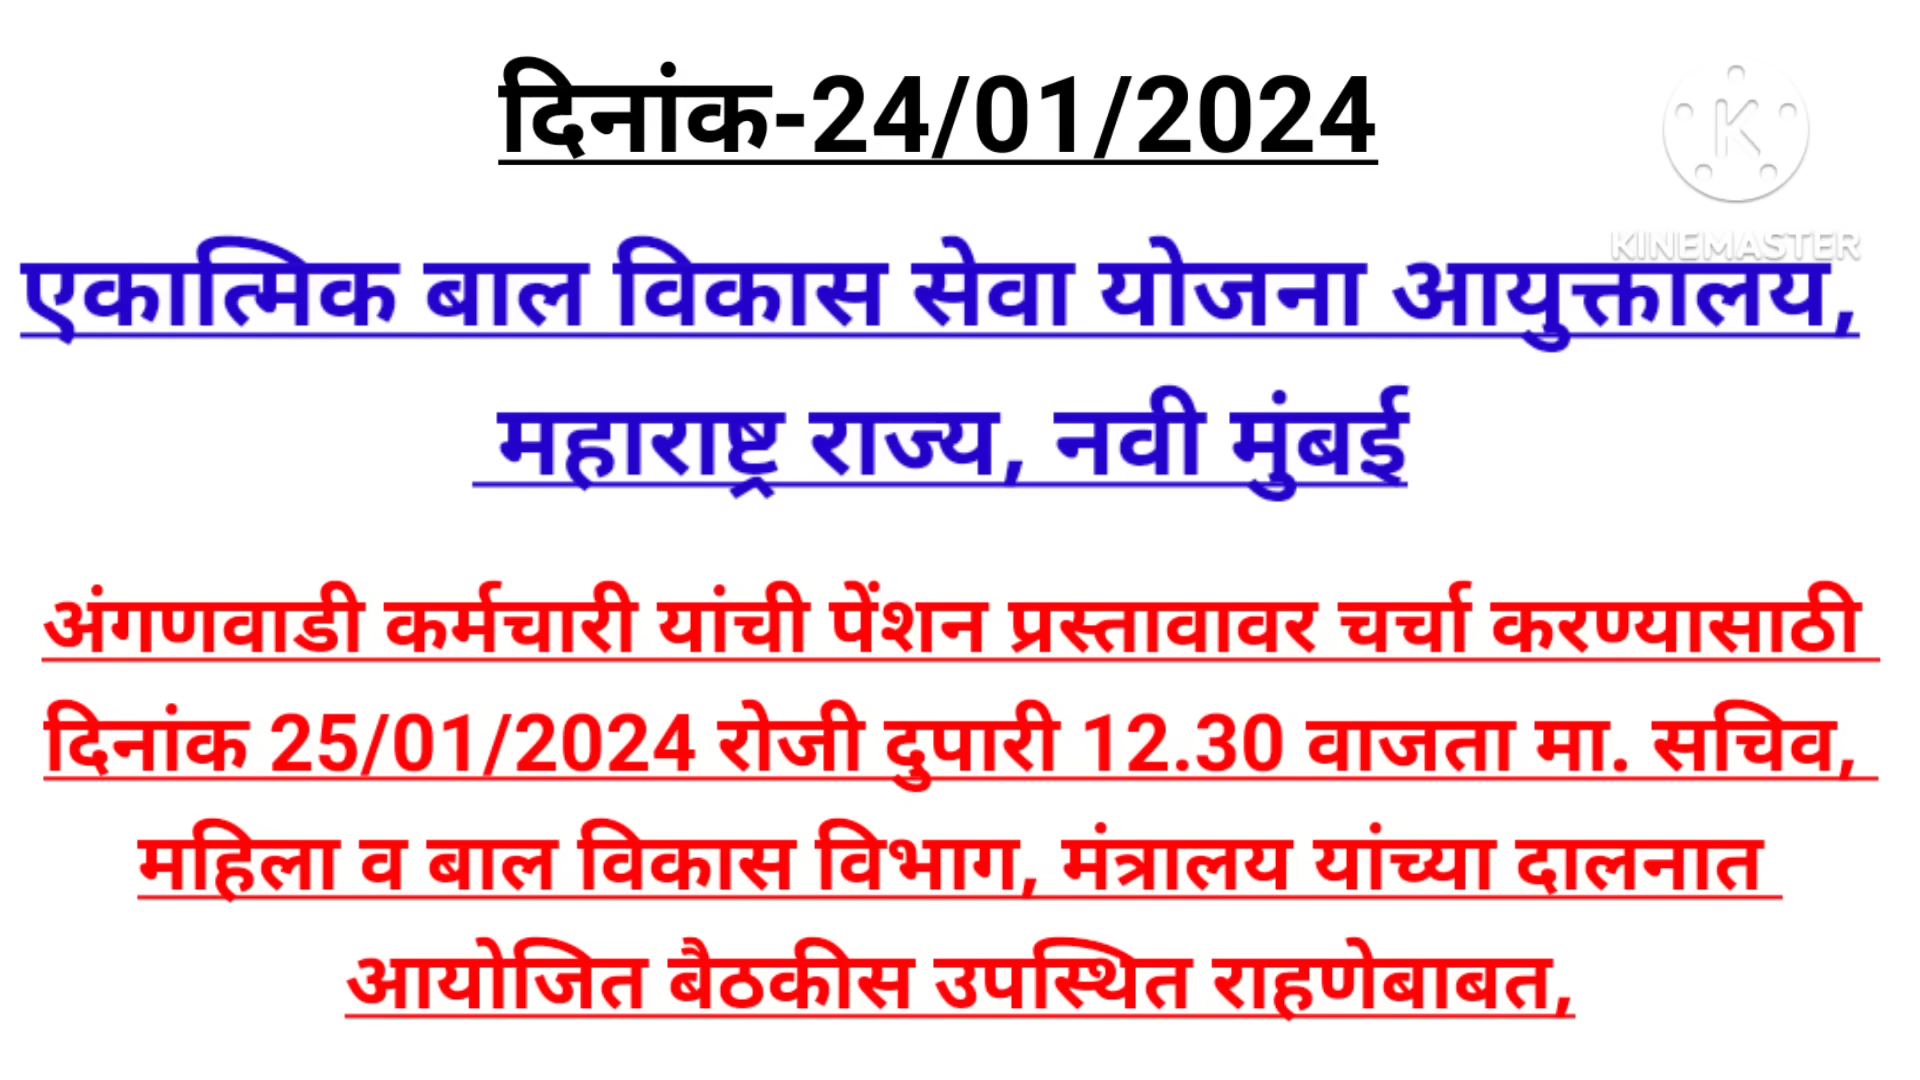 दिनांक-24/01/2024
K
KINEMASTER
एकात्मिक बाल विकास सेवा योजना आयुक्तालय,
महाराष्ट्र राज्य, नवी मुंबई
अंगणवाडी कर्मचारी यांची पेंशन प्रस्तावावर चर्चा करण्यासाठी
दिनांक 25/01/2024 रोजी दुपारी 12.30 वाजता मा. सचिव,
महिला व बाल विकास विभाग, मंत्रालय यांच्या दालनात
आयोजित बैठकीस उपस्थित राहणेबाबत,